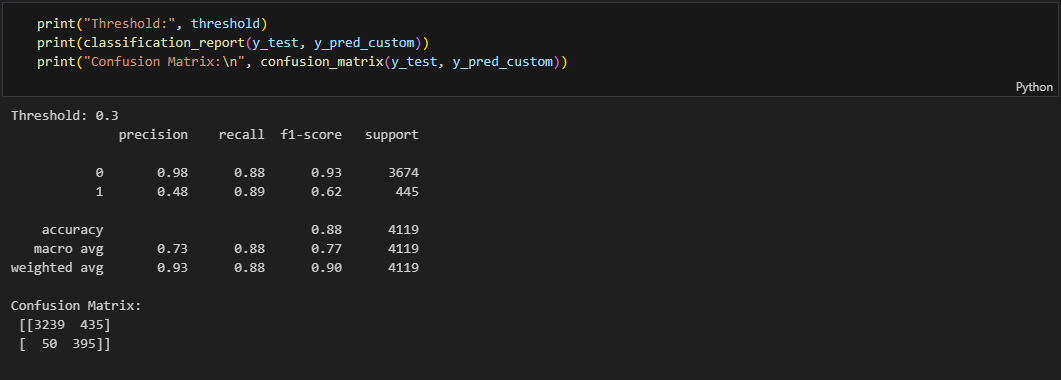 print("Threshold:", threshold)
print(classification_report(y_test, y_pred_custom))
print("Confusion Matrix:\n", confusion_matrix(y_test, y_pred_custom))
Python
Threshold: 0.3
              precision    recall  f1-score   support

           0       0.98      0.88      0.93      3674
           1       0.48      0.89      0.62       445

    accuracy                           0.88      4119
   macro avg       0.73      0.88      0.77      4119
weighted avg       0.93      0.88      0.90      4119

Confusion Matrix:
 [[3239  435]
 [  50  395]]